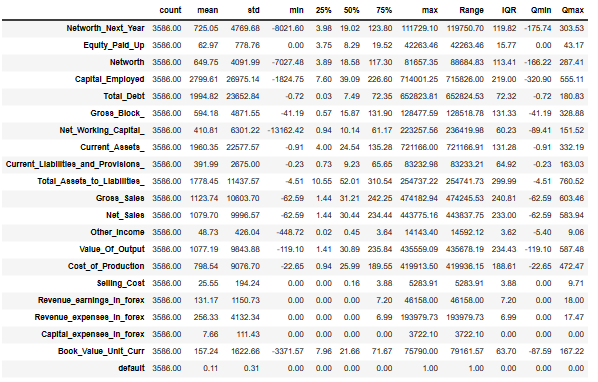 count mean std min 25% 50% 75% max Range IQR Qmin Qmax
Networth_Next_Year 3586.00 725.05 4769.68 -8021.60 3.98 19.02 123.80 111729.10 119750.70 119.82 -175.74 303.53
Equity_Paid_Up 3586.00 62.97 778.76 0.00 3.75 8.29 19.52 42263.46 42263.46 15.77 0.00 43.17
Networth 3586.00 649.75 4091.99 -7027.48 3.89 18.58 117.30 81657.35 88684.83 113.41 -166.22 287.41
Capital_Employed 3586.00 2799.61 26975.14 -1824.75 7.60 39.09 226.60 714001.25 715826.00 219.00 -320.90 555.11
Total_Debt 3586.00 1994.82 23652.84 -0.72 0.03 7.49 72.35 652823.81 652824.53 72.32 -0.72 180.83
Gross_Block_ 3586.00 594.18 4871.55 -41.19 0.57 15.87 131.90 128477.59 128518.78 131.33 -41.19 328.88
Net_Working_Capital_ 3586.00 410.81 6301.22 -13162.42 0.94 10.14 61.17 223257.56 236419.98 60.23 -89.41 151.52
Current_Assets_ 3586.00 1960.35 22577.57 -0.91 4.00 24.54 135.28 721166.00 721166.91 131.28 -0.91 332.19
Current_Liabilities_and_Provisions_ 3586.00 391.99 2675.00 -0.23 0.73 9.23 65.65 83232.98 83233.21 64.92 -0.23 163.03
Total_Assets_to_Liabilities_ 3586.00 1778.45 11437.57 -4.51 10.55 52.01 310.54 254737.22 254741.73 299.99 -4.51 760.52
Gross_Sales 3586.00 1123.74 10603.70 -62.59 1.44 31.21 242.25 474182.94 474245.53 240.81 -62.59 603.46
Net_Sales 3586.00 1079.70 9996.57 -62.59 1.44 30.44 234.44 443775.16 443837.75 233.00 -62.59 583.94
Other_Income 3586.00 48.73 426.04 -448.72 0.02 0.45 3.64 14143.40 14592.12 3.62 -5.40 9.06
Value_Of_Output 3586.00 1077.19 9843.88 -119.10 1.41 30.89 235.84 435559.09 435678.19 234.43 -119.10 587.48
Cost_of_Production 3586.00 798.54 9076.70 -22.65 0.94 25.99 189.55 419913.50 419936.15 188.61 -22.65 472.47
Selling_Cost 3586.00 25.55 194.24 0.00 0.00 0.16 3.88 5283.91 5283.91 3.88 0.00 9.71
Revenue_earnings_in_forex 3586.00 131.17 1150.73 0.00 0.00 0.00 7.20 46158.00 46158.00 7.20 0.00 18.00
Revenue_expenses_in_forex 3586.00 256.33 4132.34 0.00 0.00 0.00 6.99 193979.73 193979.73 6.99 0.00 17.47
Capital_expenses_in_forex 3586.00 7.66 111.43 0.00 0.00 0.00 0.00 3722.10 3722.10 0.00 0.00 0.00
Book_Value_Unit_Curr 3586.00 157.24 1622.66 -3371.57 7.96 21.66 71.67 75790.00 79161.57 63.70 -87.59 167.22
default 3586.00 0.11 0.31 0.00 0.00 0.00 0.00 1.00 1.00 0.00 0.00 0.00